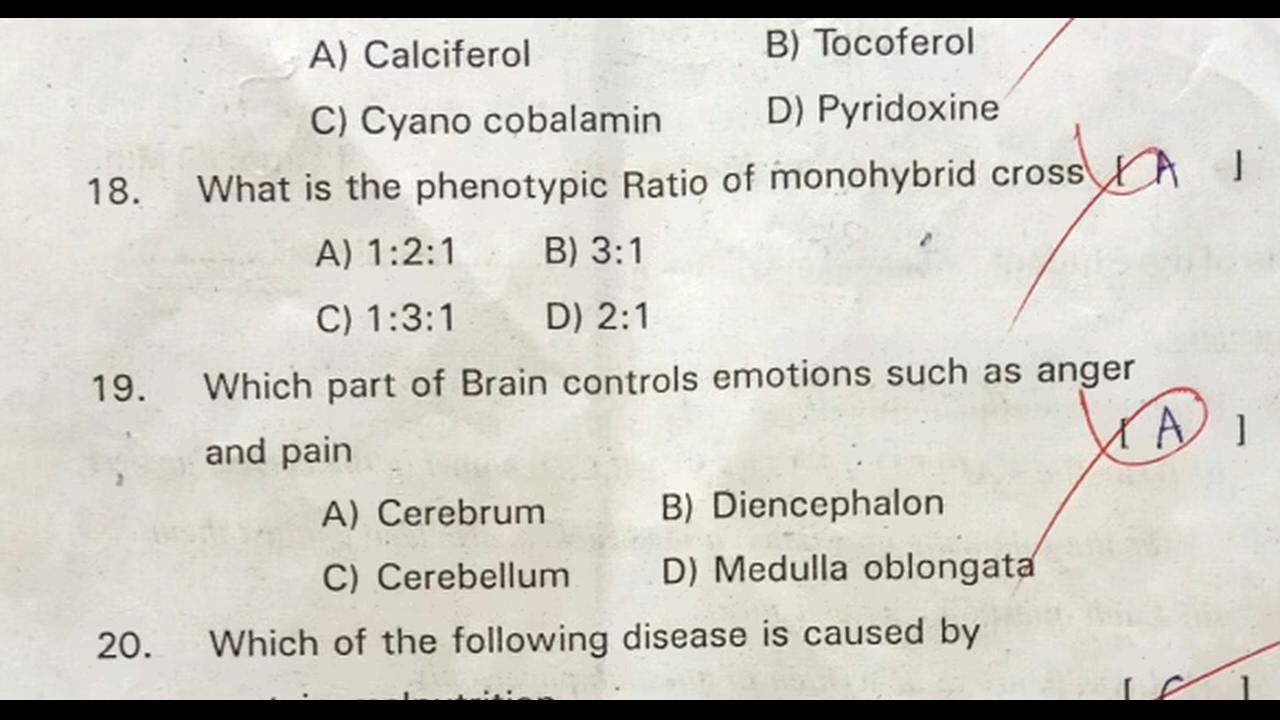 A) Calciferol B) Tocoferol
C) Cyano cobalamin D) Pyridoxine
18. What is the phenotypic Ratio of monohybrid cross [ A ]
A) 1:2:1 B) 3:1
C) 1:3:1 D) 2:1
19. Which part of Brain controls emotions such as anger
and pain [ A ]
A) Cerebrum B) Diencephalon
C) Cerebellum D) Medulla oblongata
20. Which of the following disease is caused by
malnutrition [ C ]